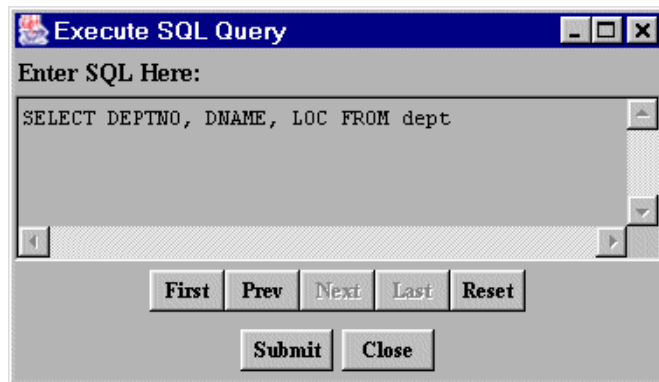 Execute SQL Query
Enter SQL Here:
SELECT DEPTNO, DNAME, LOC FROM dept
First Prev Next Last Reset
Submit Close